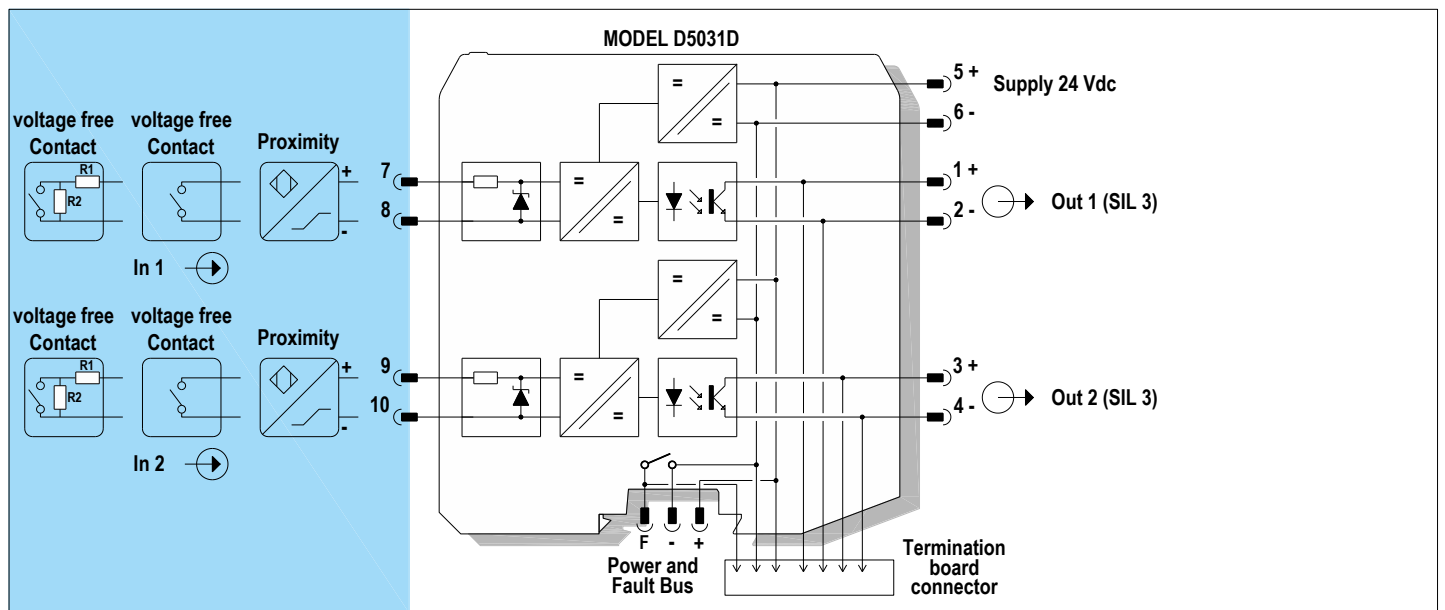 MODEL D5031D
5 +
Supply 24 Vdc
6 -
voltage free
Contact
voltage free
Contact
Proximity
R1
R2
+
-
7
8
=
=
=
=
1 +
2 -
Out 1 (SIL 3)
In 1
=
=
voltage free
Contact
voltage free
Contact
Proximity
R1
R2
+
-
9
10
=
=
3 +
4 -
Out 2 (SIL 3)
In 2
F - +
Power and
Fault Bus
Termination
board
connector